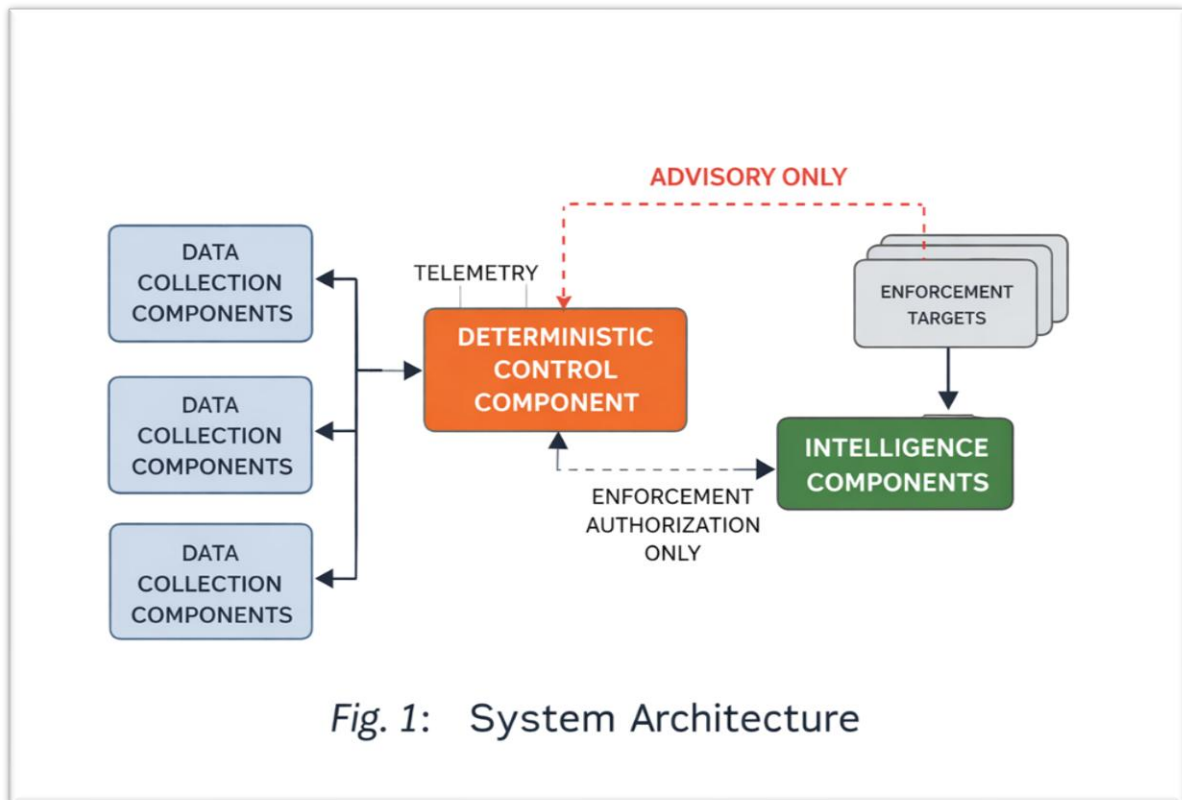 ADVISORY ONLY
DATA
COLLECTION
COMPONENTS
TELEMETRY
DETERMINISTIC
CONTROL
COMPONENT
ENFORCEMENT
TARGETS
DATA
COLLECTION
COMPONENTS
INTELLIGENCE
COMPONENTS
ENFORCEMENT
AUTHORIZATION
ONLY
DATA
COLLECTION
COMPONENTS
Fig. 1: System Architecture